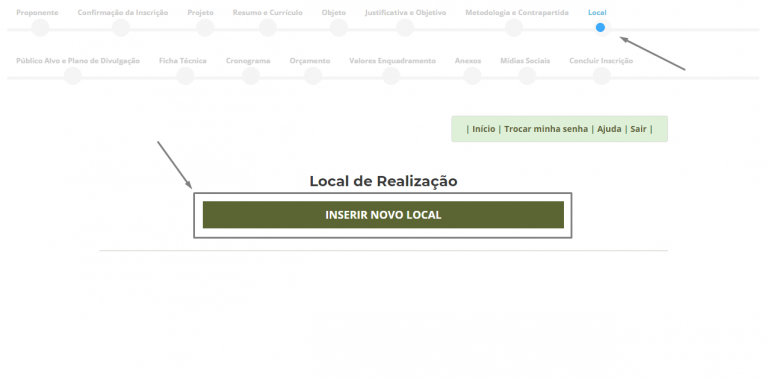 Proponente Confirmação da Inscrição Projeto Resumo e Currículo Objeto Justificativa e Objetivo Metodologia e Contrapartida Local
Público Alvo e Plano de Divulgação Ficha Técnica Cronograma Orçamento Valores Enquadramento Anexos Mídias Sociais Concluir Inscrição
| Início | Trocar minha senha | Ajuda | Sair |
Local de Realização
INSERIR NOVO LOCAL